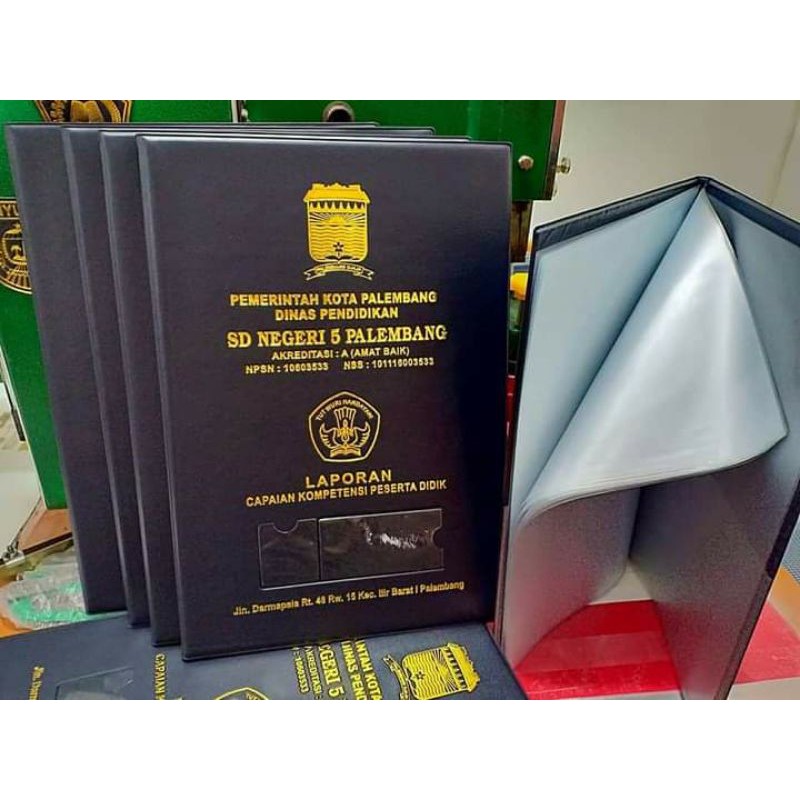 PEMERINTAH KOTA PALEMBANG
DINAS PENDIDIKAN
SD NEGERI 5 PALEMBANG
AKREDITASI : A (AMAT BAIK)
NPSN : 10603533 NSS : 101116003533
TUT WURI HANDAYANI
LAPORAN
CAPAIAN KOMPETENSI PESERTA DIDIK
Jln. Darmapala Rt. 48 Rw. 15 Kec. Ilir Barat I Palembang